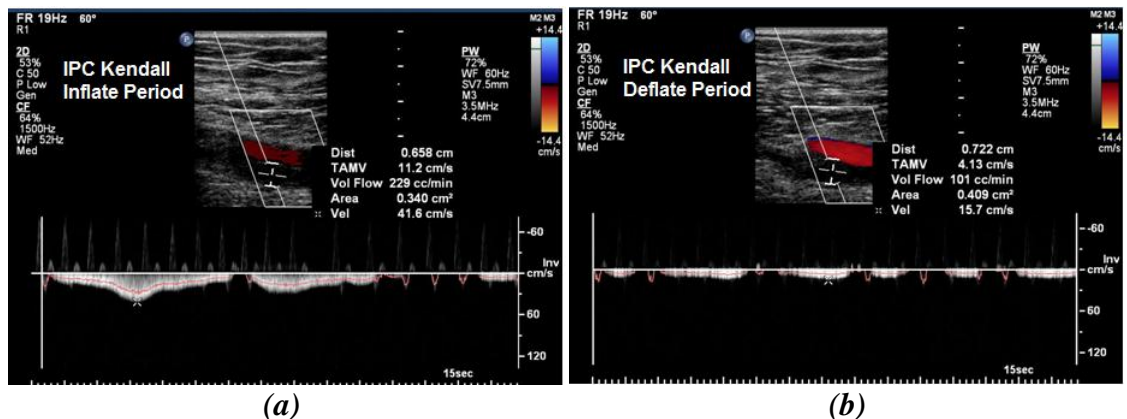 FR 19Hz 60°
R1
M2 M3
+14.4
2D
53%
C 50
P Low
Gen
CF
64%
1500Hz
WF 52Hz
Med
IPC Kendall
Inflate Period
P
PW
72%
WF 60Hz
SV7.5mm
M3
3.5MHz
4.4cm
-14.4
cm/s
Dist 0.658 cm
TAMV 11.2 cm/s
Vol Flow 229 cc/min
Area 0.340 cm²
Vel 41.6 cm/s
-60
Inv
cm/s
60
120
15sec
(a)
FR 19Hz 60°
R1
M2 M3
+14.4
2D
53%
C 50
P Low
Gen
CF
64%
1500Hz
WF 52Hz
Med
IPC Kendall
Deflate Period
P
PW
72%
WF 60Hz
SV7.5mm
M3
3.5MHz
4.4cm
-14.4
cm/s
Dist 0.722 cm
TAMV 4.13 cm/s
Vol Flow 101 cc/min
Area 0.409 cm²
Vel 15.7 cm/s
-60
Inv
cm/s
60
120
15sec
(b)